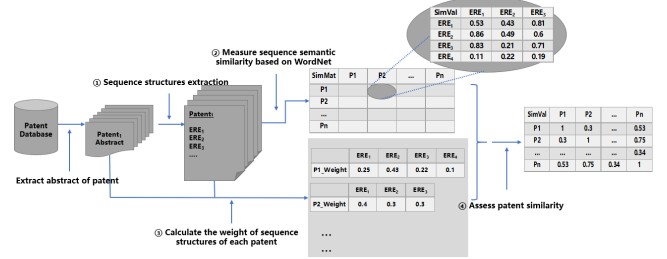 SimVal ERE₁ ERE₂ ERE₃
ERE₁ 0.53 0.43 0.81
ERE₂ 0.86 0.49 0.6
ERE₃ 0.83 0.21 0.71
ERE₄ 0.11 0.22 0.19
② Measure sequence semantic
similarity based on WordNet
① Sequence structures extraction
SimMat P1 P2 ... Pn
P1
P2
...
Pn
Patent
Database
Patent₁
Abstract
Patent₁
ERE₁
ERE₂
ERE₃
....
Extract abstract of patent
SimVal P1 P2 ... Pn
P1 1 0.3 ... 0.53
P2 0.3 1 ... 0.75
... ... ... ... 0.34
Pn 0.53 0.75 0.34 1
ERE₁ ERE₂ ERE₃ ERE₄
P1_Weight 0.25 0.43 0.22 0.1
ERE₁ ERE₂ ERE₃
P2_Weight 0.4 0.3 0.3
...
...
④ Assess patent similarity
③ Calculate the weight of sequence
structures of each patent